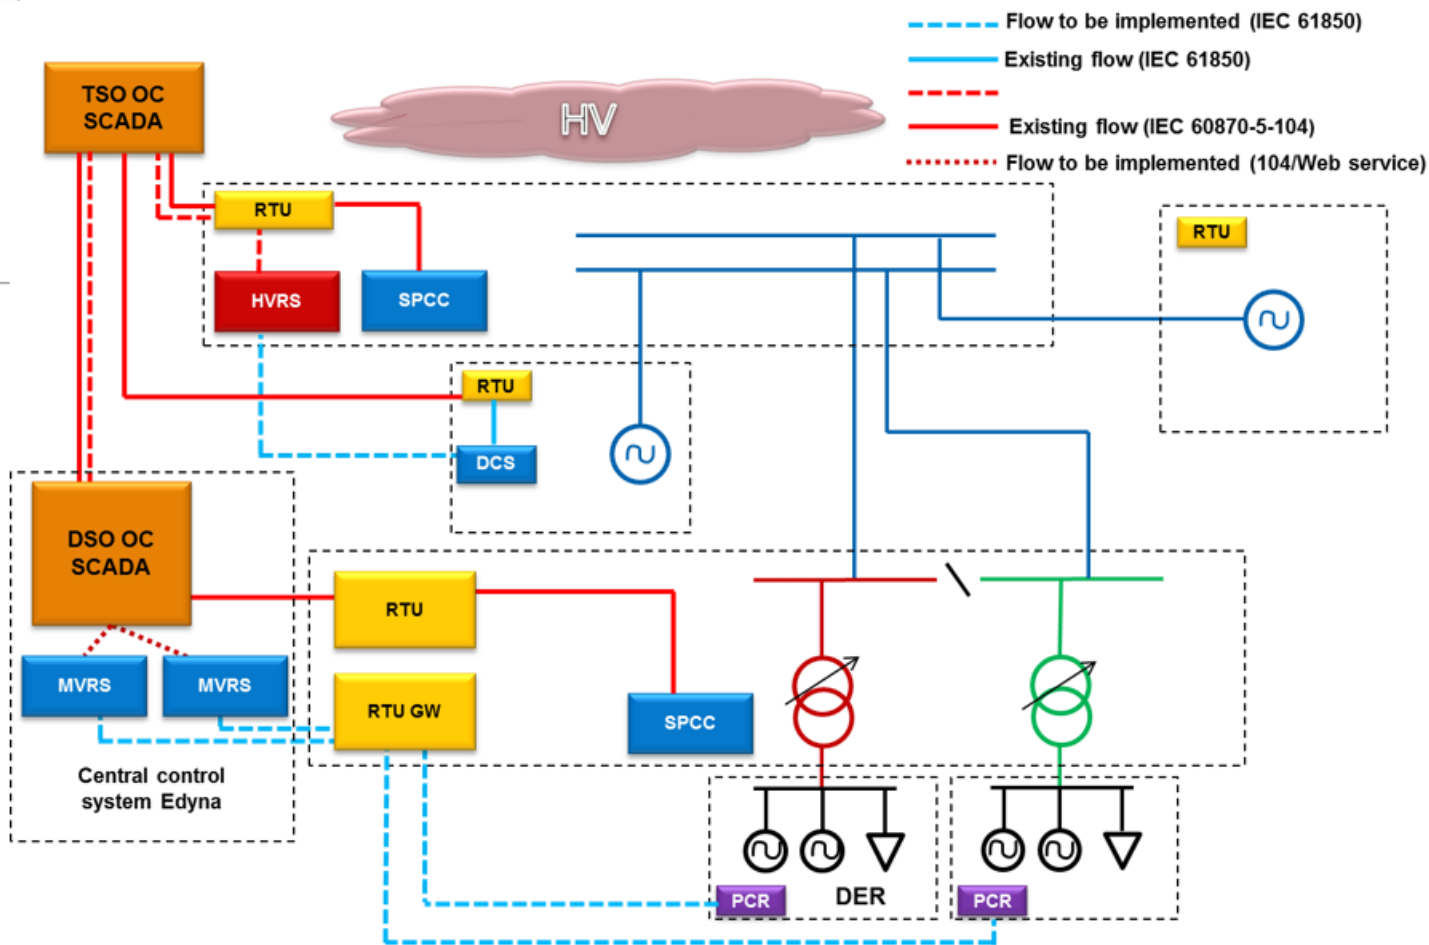 Flow to be implemented (IEC 61850)
Existing flow (IEC 61850)
Existing flow (IEC 60870-5-104)
Flow to be implemented (104/Web service)
TSO OC
SCADA
HV
RTU
HVRS
SPCC
RTU
RTU
DCS
DSO OC
SCADA
MVRS
MVRS
Central control
system Edyna
RTU
RTU GW
SPCC
PCR
DER
PCR